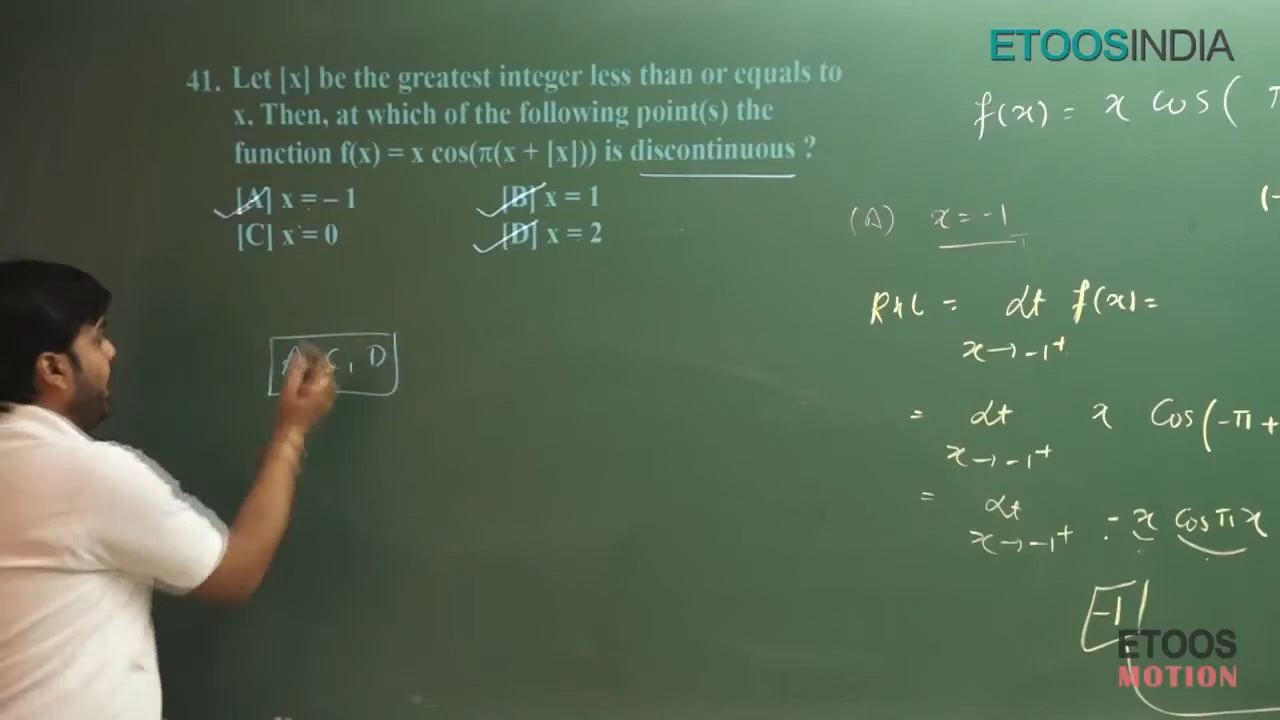 ETOOSINDIA
41. Let [x] be the greatest integer less than or equals to
x. Then, at which of the following point(s) the
function f(x) = x cos(π(x + [x])) is discontinuous ?
[A] x = – 1 [B] x = 1
[C] x = 0 [D] x = 2
C, D
f(x) = x cos( π
(-
(A) x = -1
RHL = Lt f(x) =
x→-1⁺
= Lt x Cos(-π +
x→-1⁺
= Lt - x Cos πx
x→-1⁺
-1
ETOOS
MOTION